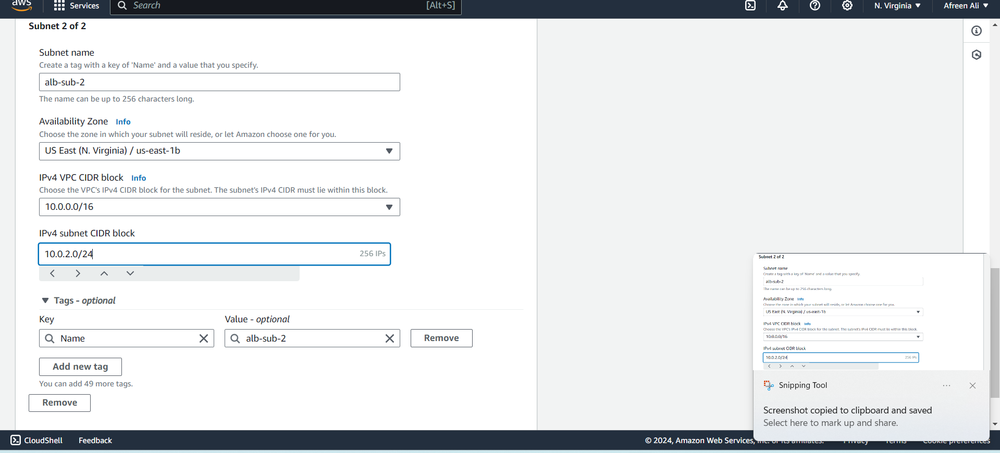 aws
Services
Search
[Alt+S]
N. Virginia
Afreen Ali
Subnet 2 of 2
Subnet name
Create a tag with a key of 'Name' and a value that you specify.
alb-sub-2
The name can be up to 256 characters long.
Availability Zone Info
Choose the zone in which your subnet will reside, or let Amazon choose one for you.
US East (N. Virginia) / us-east-1b
IPv4 VPC CIDR block Info
Choose the VPC's IPv4 CIDR block for the subnet. The subnet's IPv4 CIDR must lie within this block.
10.0.0.0/16
IPv4 subnet CIDR block
10.0.2.0/24 256 IPs
Tags - optional
Key Value - optional
Name alb-sub-2 Remove
Add new tag
You can add 49 more tags.
Remove
Subnet 2 of 2
Subnet name
Create a tag with a key of 'Name' and a value that you specify.
alb-sub-2
The name can be up to 256 characters long.
Availability Zone Info
Choose the zone in which your subnet will reside, or let Amazon choose one for you.
US East (N. Virginia) / us-east-1b
IPv4 VPC CIDR block Info
Choose the VPC's IPv4 CIDR block for the subnet. The subnet's IPv4 CIDR must lie within this block.
10.0.0.0/16
IPv4 subnet CIDR block
10.0.2.0/24 256 IPs
Snipping Tool
Screenshot copied to clipboard and saved
Select here to mark up and share.
CloudShell Feedback © 2024, Amazon Web Services, Inc. or its affiliates. Privacy Terms Cookie preferences